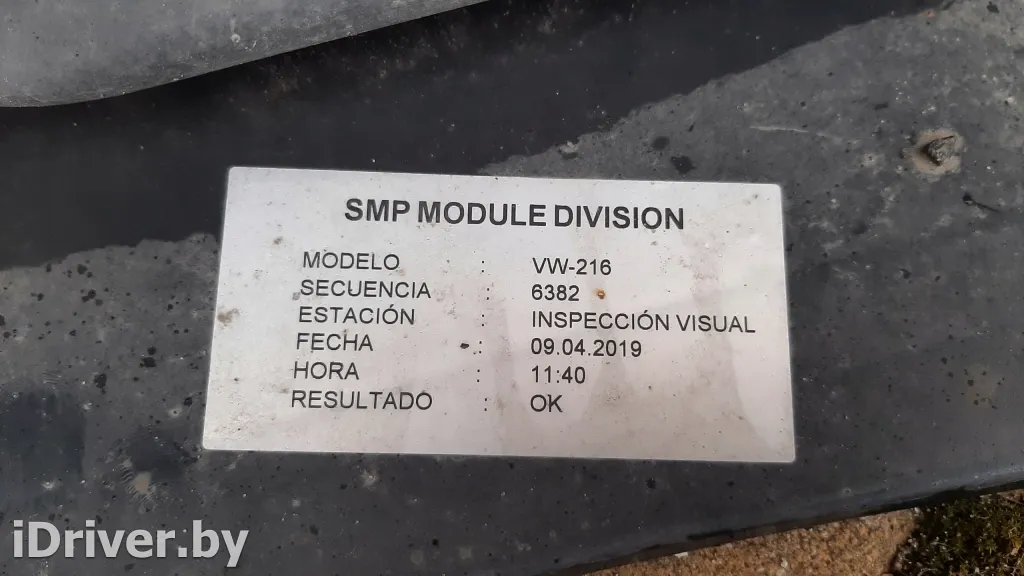 SMP MODULE DIVISION
MODELO : VW-216
SECUENCIA : 6382
ESTACIÓN : INSPECCIÓN VISUAL
FECHA : 09.04.2019
HORA : 11:40
RESULTADO : OK
iDriver.by